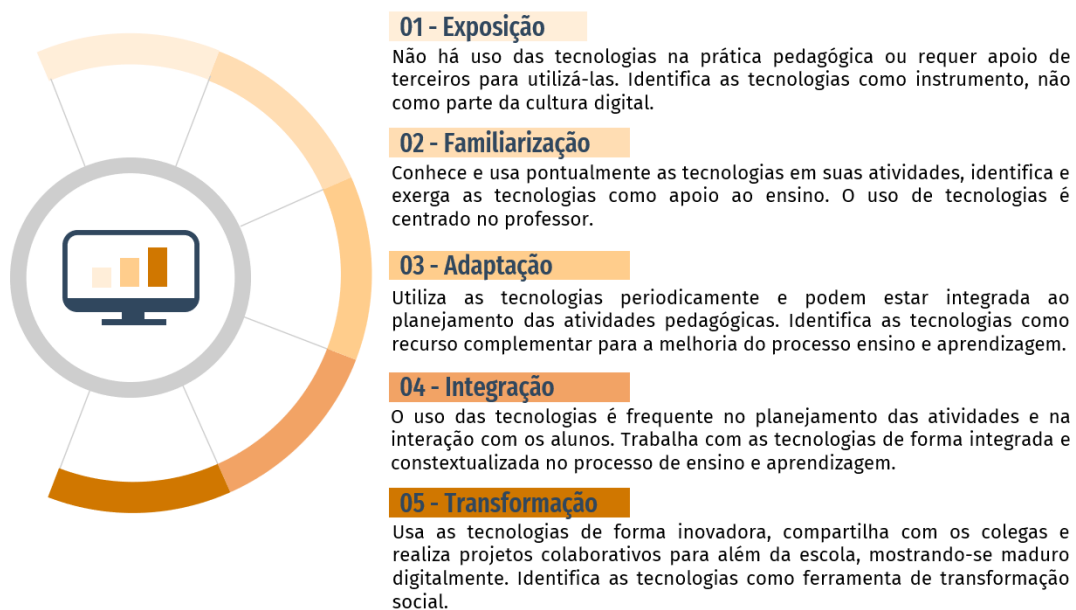 01 - Exposição
Não há uso das tecnologias na prática pedagógica ou requer apoio de
terceiros para utilizá-las. Identifica as tecnologias como instrumento, não
como parte da cultura digital.
02 - Familiarização
Conhece e usa pontualmente as tecnologias em suas atividades, identifica e
exerga as tecnologias como apoio ao ensino. O uso de tecnologias é
centrado no professor.
03 - Adaptação
Utiliza as tecnologias periodicamente e podem estar integrada ao
planejamento das atividades pedagógicas. Identifica as tecnologias como
recurso complementar para a melhoria do processo ensino e aprendizagem.
04 - Integração
O uso das tecnologias é frequente no planejamento das atividades e na
interação com os alunos. Trabalha com as tecnologias de forma integrada e
constextualizada no processo de ensino e aprendizagem.
05 - Transformação
Usa as tecnologias de forma inovadora, compartilha com os colegas e
realiza projetos colaborativos para além da escola, mostrando-se maduro
digitalmente. Identifica as tecnologias como ferramenta de transformação
social.